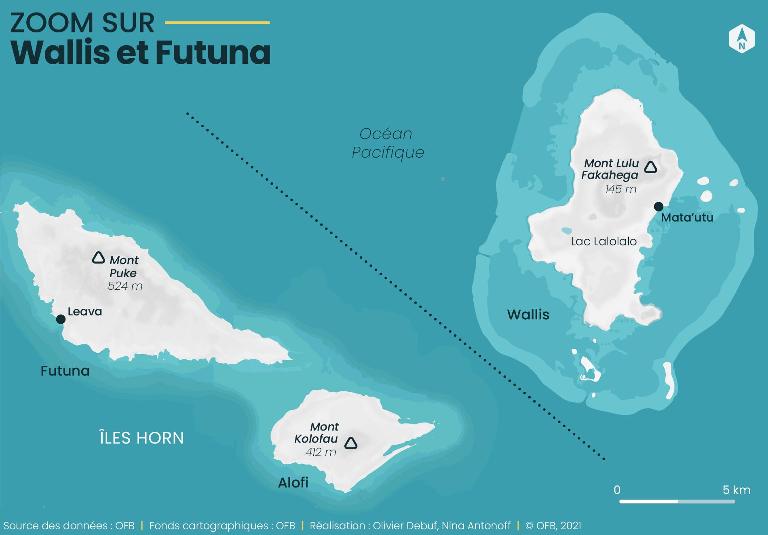 ZOOM SUR
Wallis et Futuna
N
Océan
Pacifique
Mont Lulu
Fakahega
145 m
Mata'utu
Lac Lalolalo
Wallis
Mont
Puke
524 m
Leava
Futuna
ÎLES HORN
Mont
Kolofau
412 m
Alofi
0 5 km
Source des données : OFB | Fonds cartographiques : OFB | Réalisation : Olivier Debuf, Nina Antonoff | © OFB, 2021